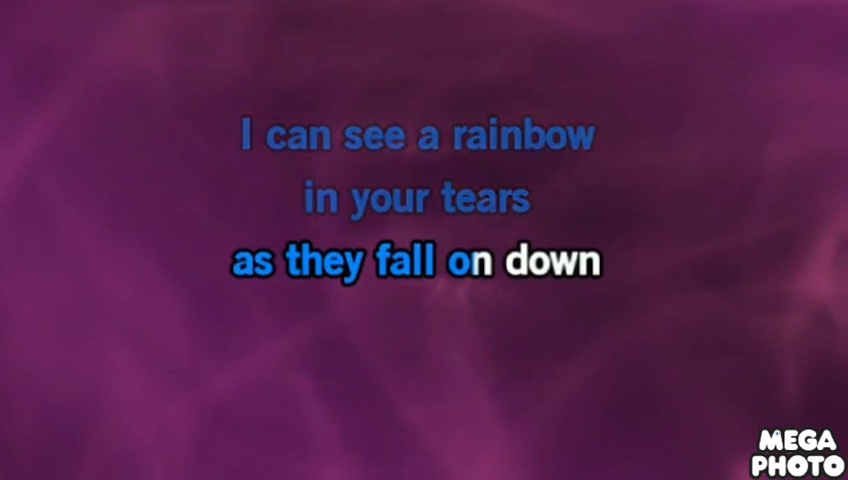 I can see a rainbow
in your tears
as they fall on down
MEGA
PHOTO